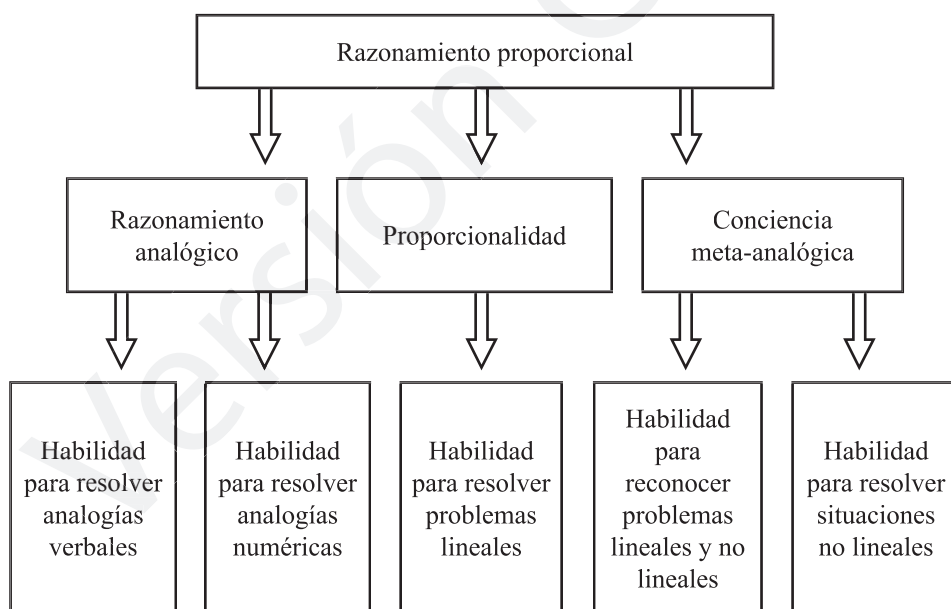 Razonamiento proporcional
Razonamiento
analógico
Proporcionalidad
Conciencia
meta-analógica
Habilidad
para resolver
analogías
verbales
Habilidad
para resolver
analogías
numéricas
Habilidad
para resolver
problemas
lineales
Habilidad
para
reconocer
problemas
lineales y no
lineales
Habilidad
para resolver
situaciones
no lineales
Versión